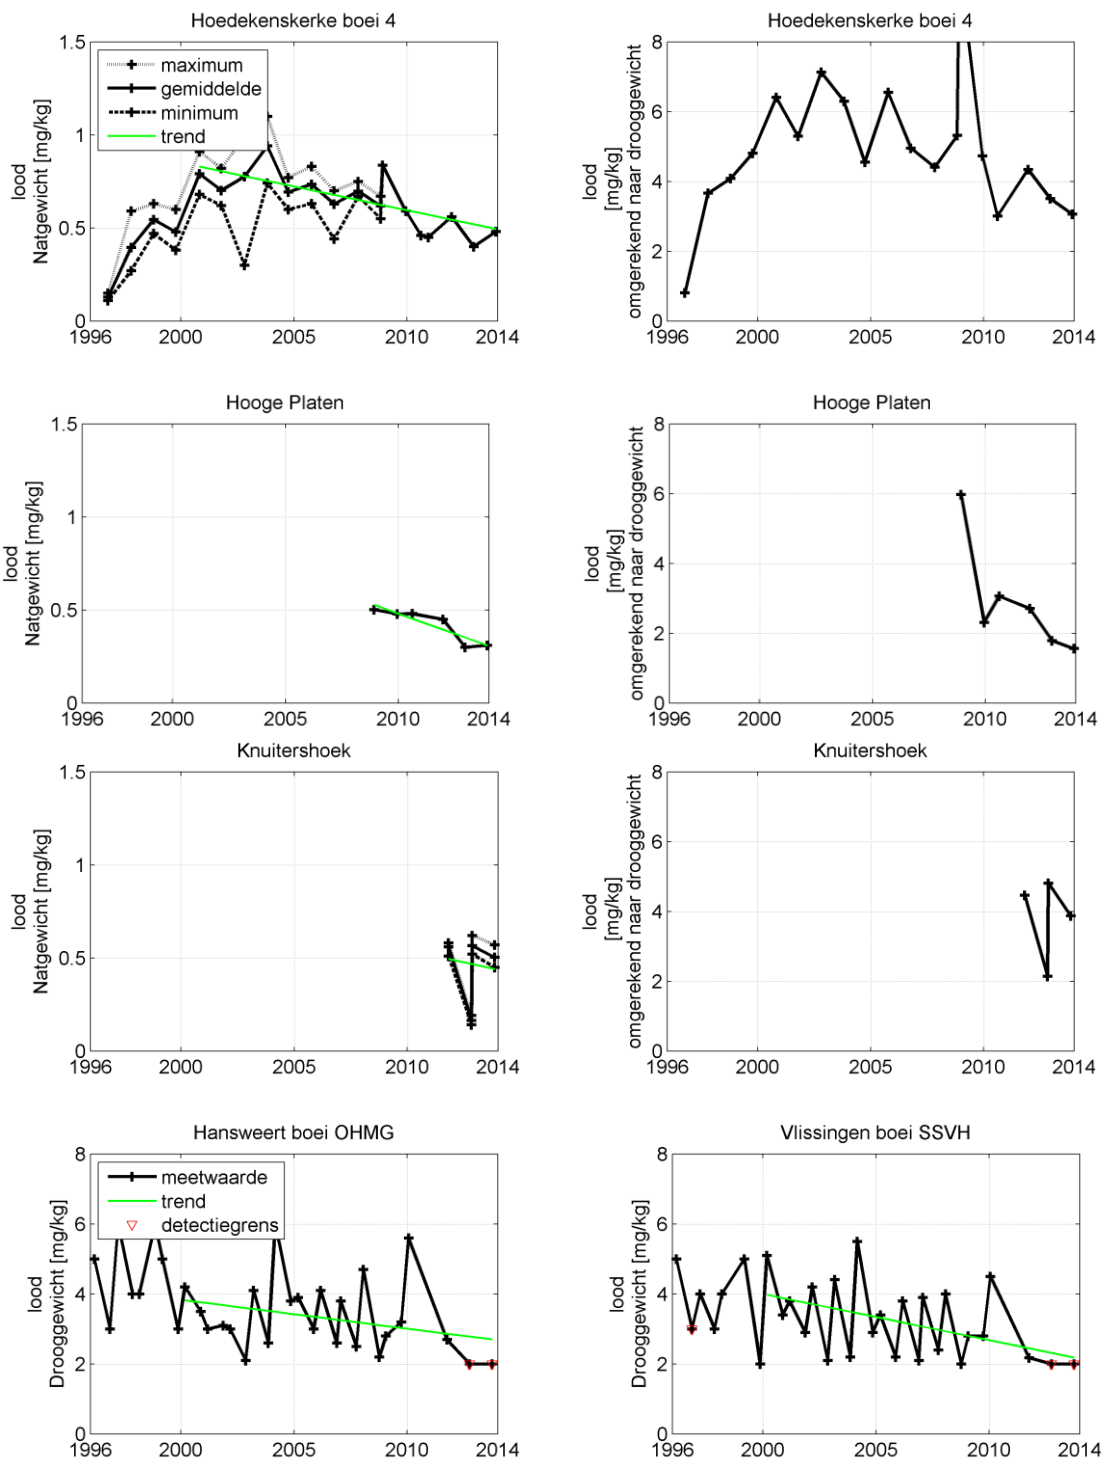 Hoedekenskerke boei 4
lood
Natgewicht [mg/kg]
1.5
1
0.5
0
maximum
gemiddelde
minimum
trend
1996 2000 2005 2010 2014
Hoedekenskerke boei 4
lood
[mg/kg]
omgerekend naar drooggewicht
8
6
4
2
0
1996 2000 2005 2010 2014
Hooge Platen
lood
Natgewicht [mg/kg]
1.5
1
0.5
0
1996 2000 2005 2010 2014
Hooge Platen
lood
[mg/kg]
omgerekend naar drooggewicht
8
6
4
2
0
1996 2000 2005 2010 2014
Knuitershoek
lood
Natgewicht [mg/kg]
1.5
1
0.5
0
1996 2000 2005 2010 2014
Knuitershoek
lood
[mg/kg]
omgerekend naar drooggewicht
8
6
4
2
0
1996 2000 2005 2010 2014
Hansweert boei OHMG
lood
Drooggewicht [mg/kg]
8
6
4
2
0
meetwaarde
trend
detectiegrens
1996 2000 2005 2010 2014
Vlissingen boei SSVH
lood
Drooggewicht [mg/kg]
8
6
4
2
0
1996 2000 2005 2010 2014